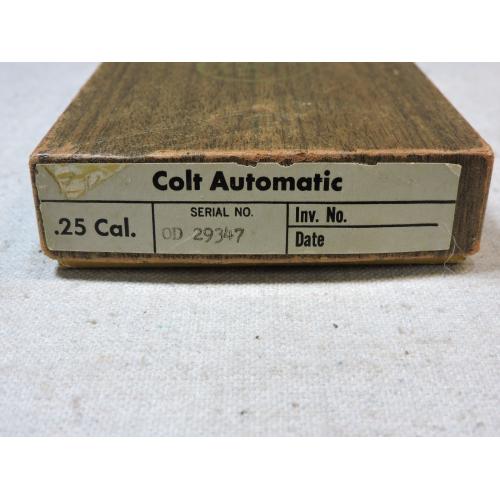 Colt Automatic
.25 Cal.
SERIAL NO.
OD 29347
Inv. No.
Date